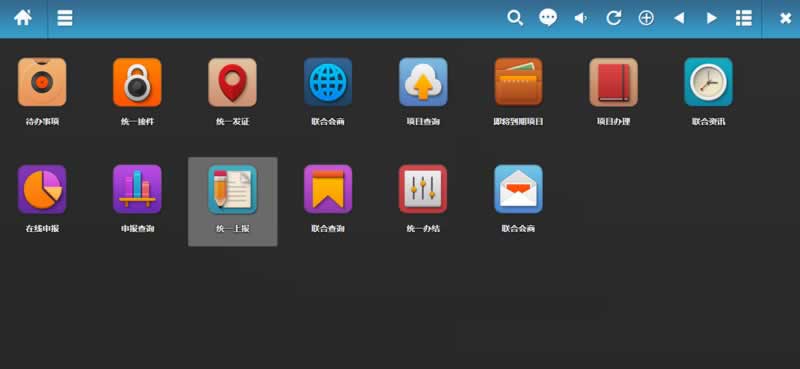 待办事项
统一接件
统一发证
联合会商
项目查询
即将到期项目
项目办理
联合资讯
在线申报
申报查询
统一上报
联合查询
统一办结
联合会商